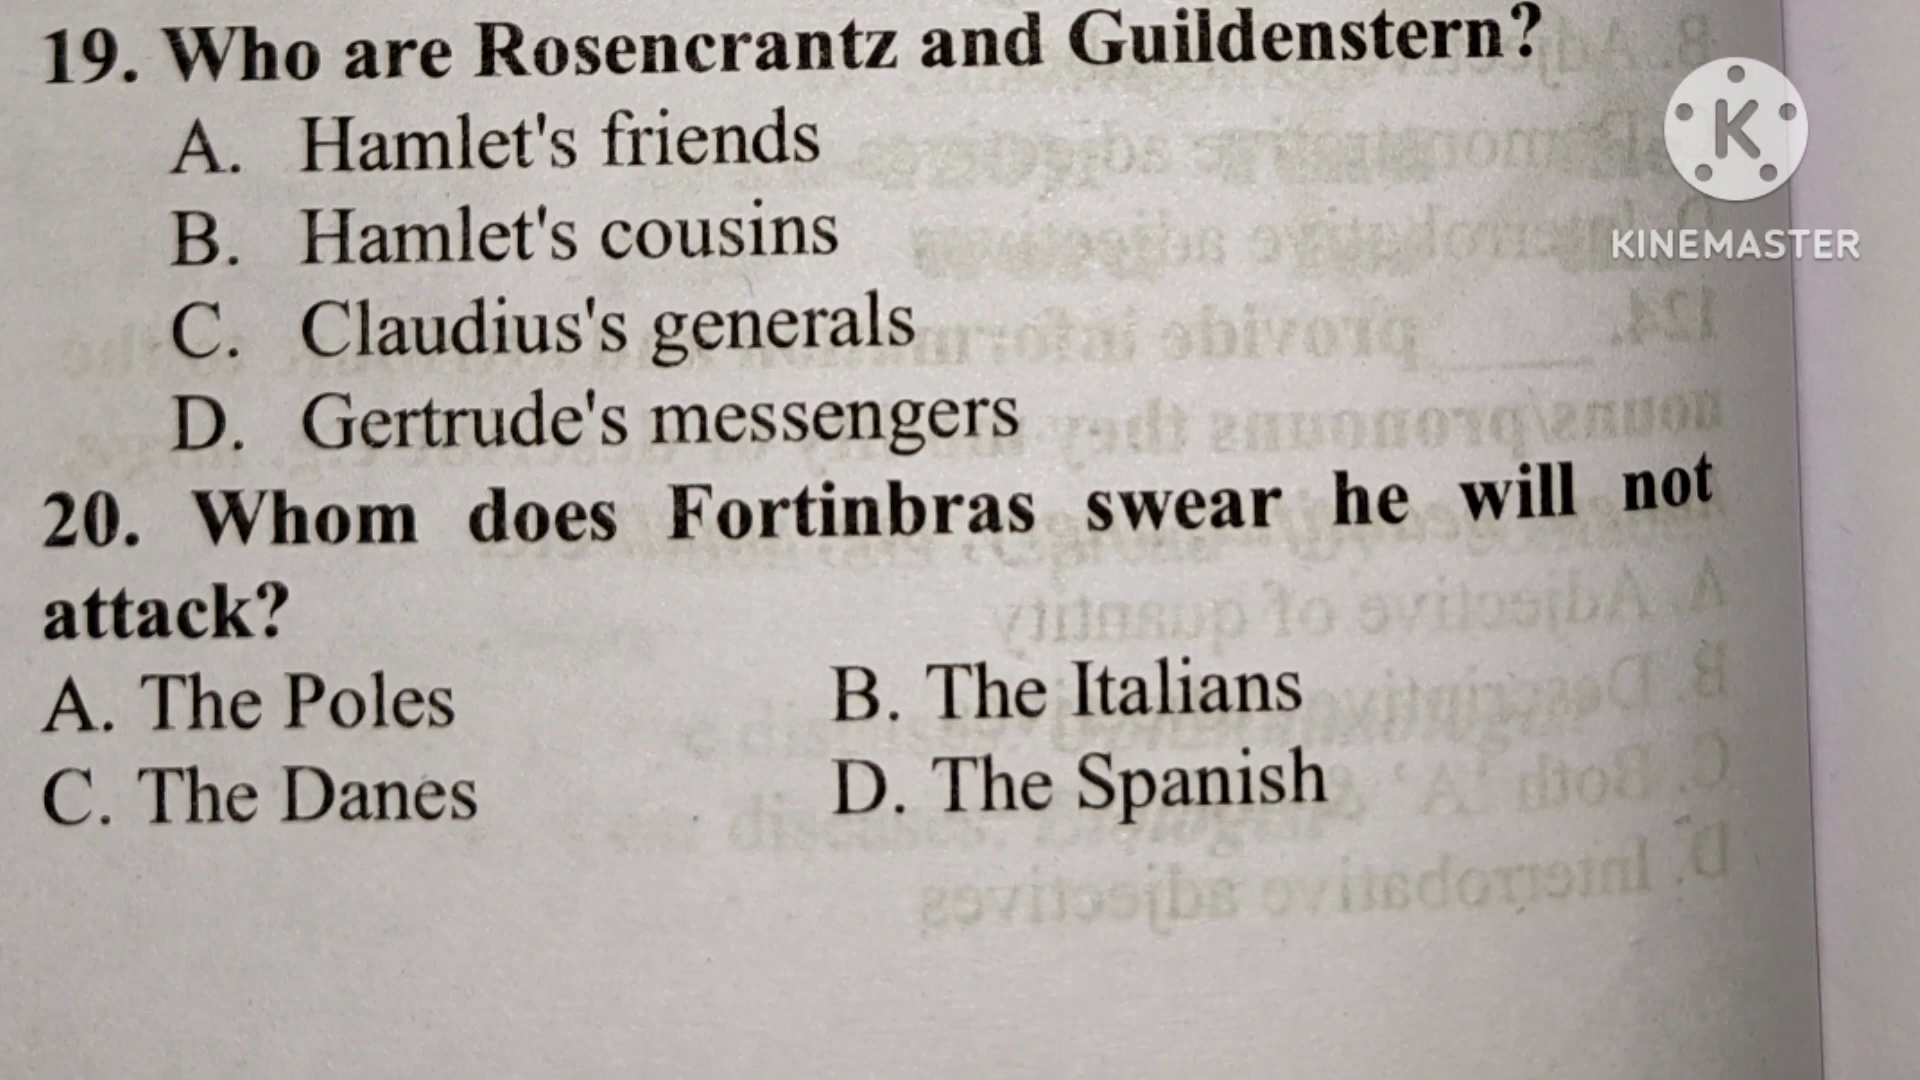 19. Who are Rosencrantz and Guildenstern?
A. Hamlet's friends
B. Hamlet's cousins
C. Claudius's generals
D. Gertrude's messengers
20. Whom does Fortinbras swear he will not
attack?
A. The Poles B. The Italians
C. The Danes D. The Spanish
KINEMASTER